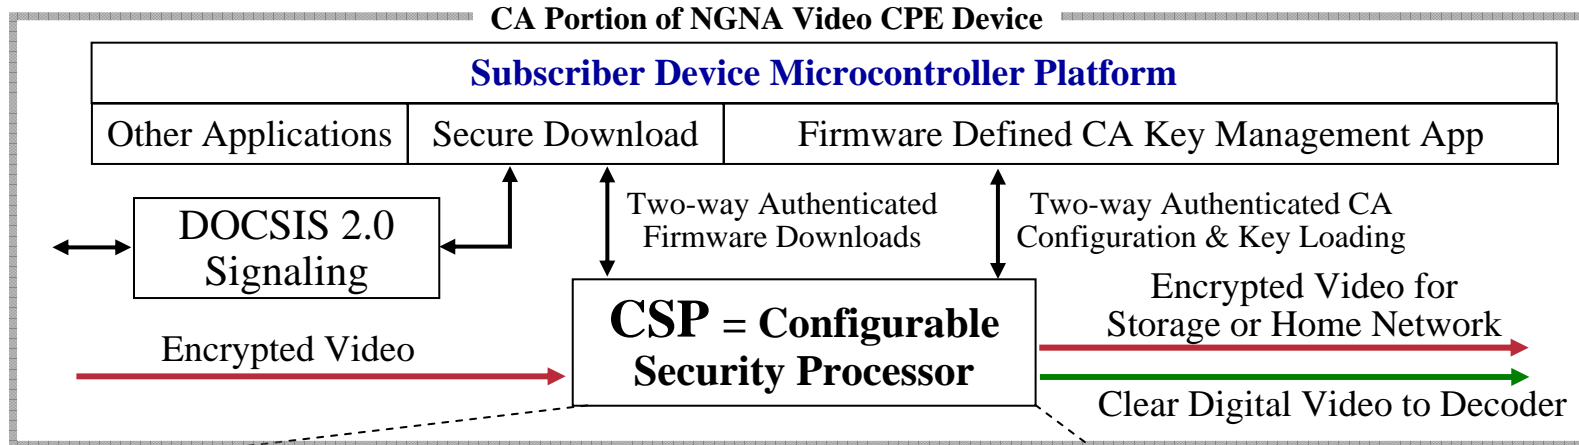 CA Portion of NGNA Video CPE Device
Subscriber Device Microcontroller Platform
Other Applications
Secure Download
Firmware Defined CA Key Management App
DOCSIS 2.0
Signaling
Two-way Authenticated
Firmware Downloads
Two-way Authenticated CA
Configuration & Key Loading
Encrypted Video
CSP = Configurable
Security Processor
Encrypted Video for
Storage or Home Network
Clear Digital Video to Decoder